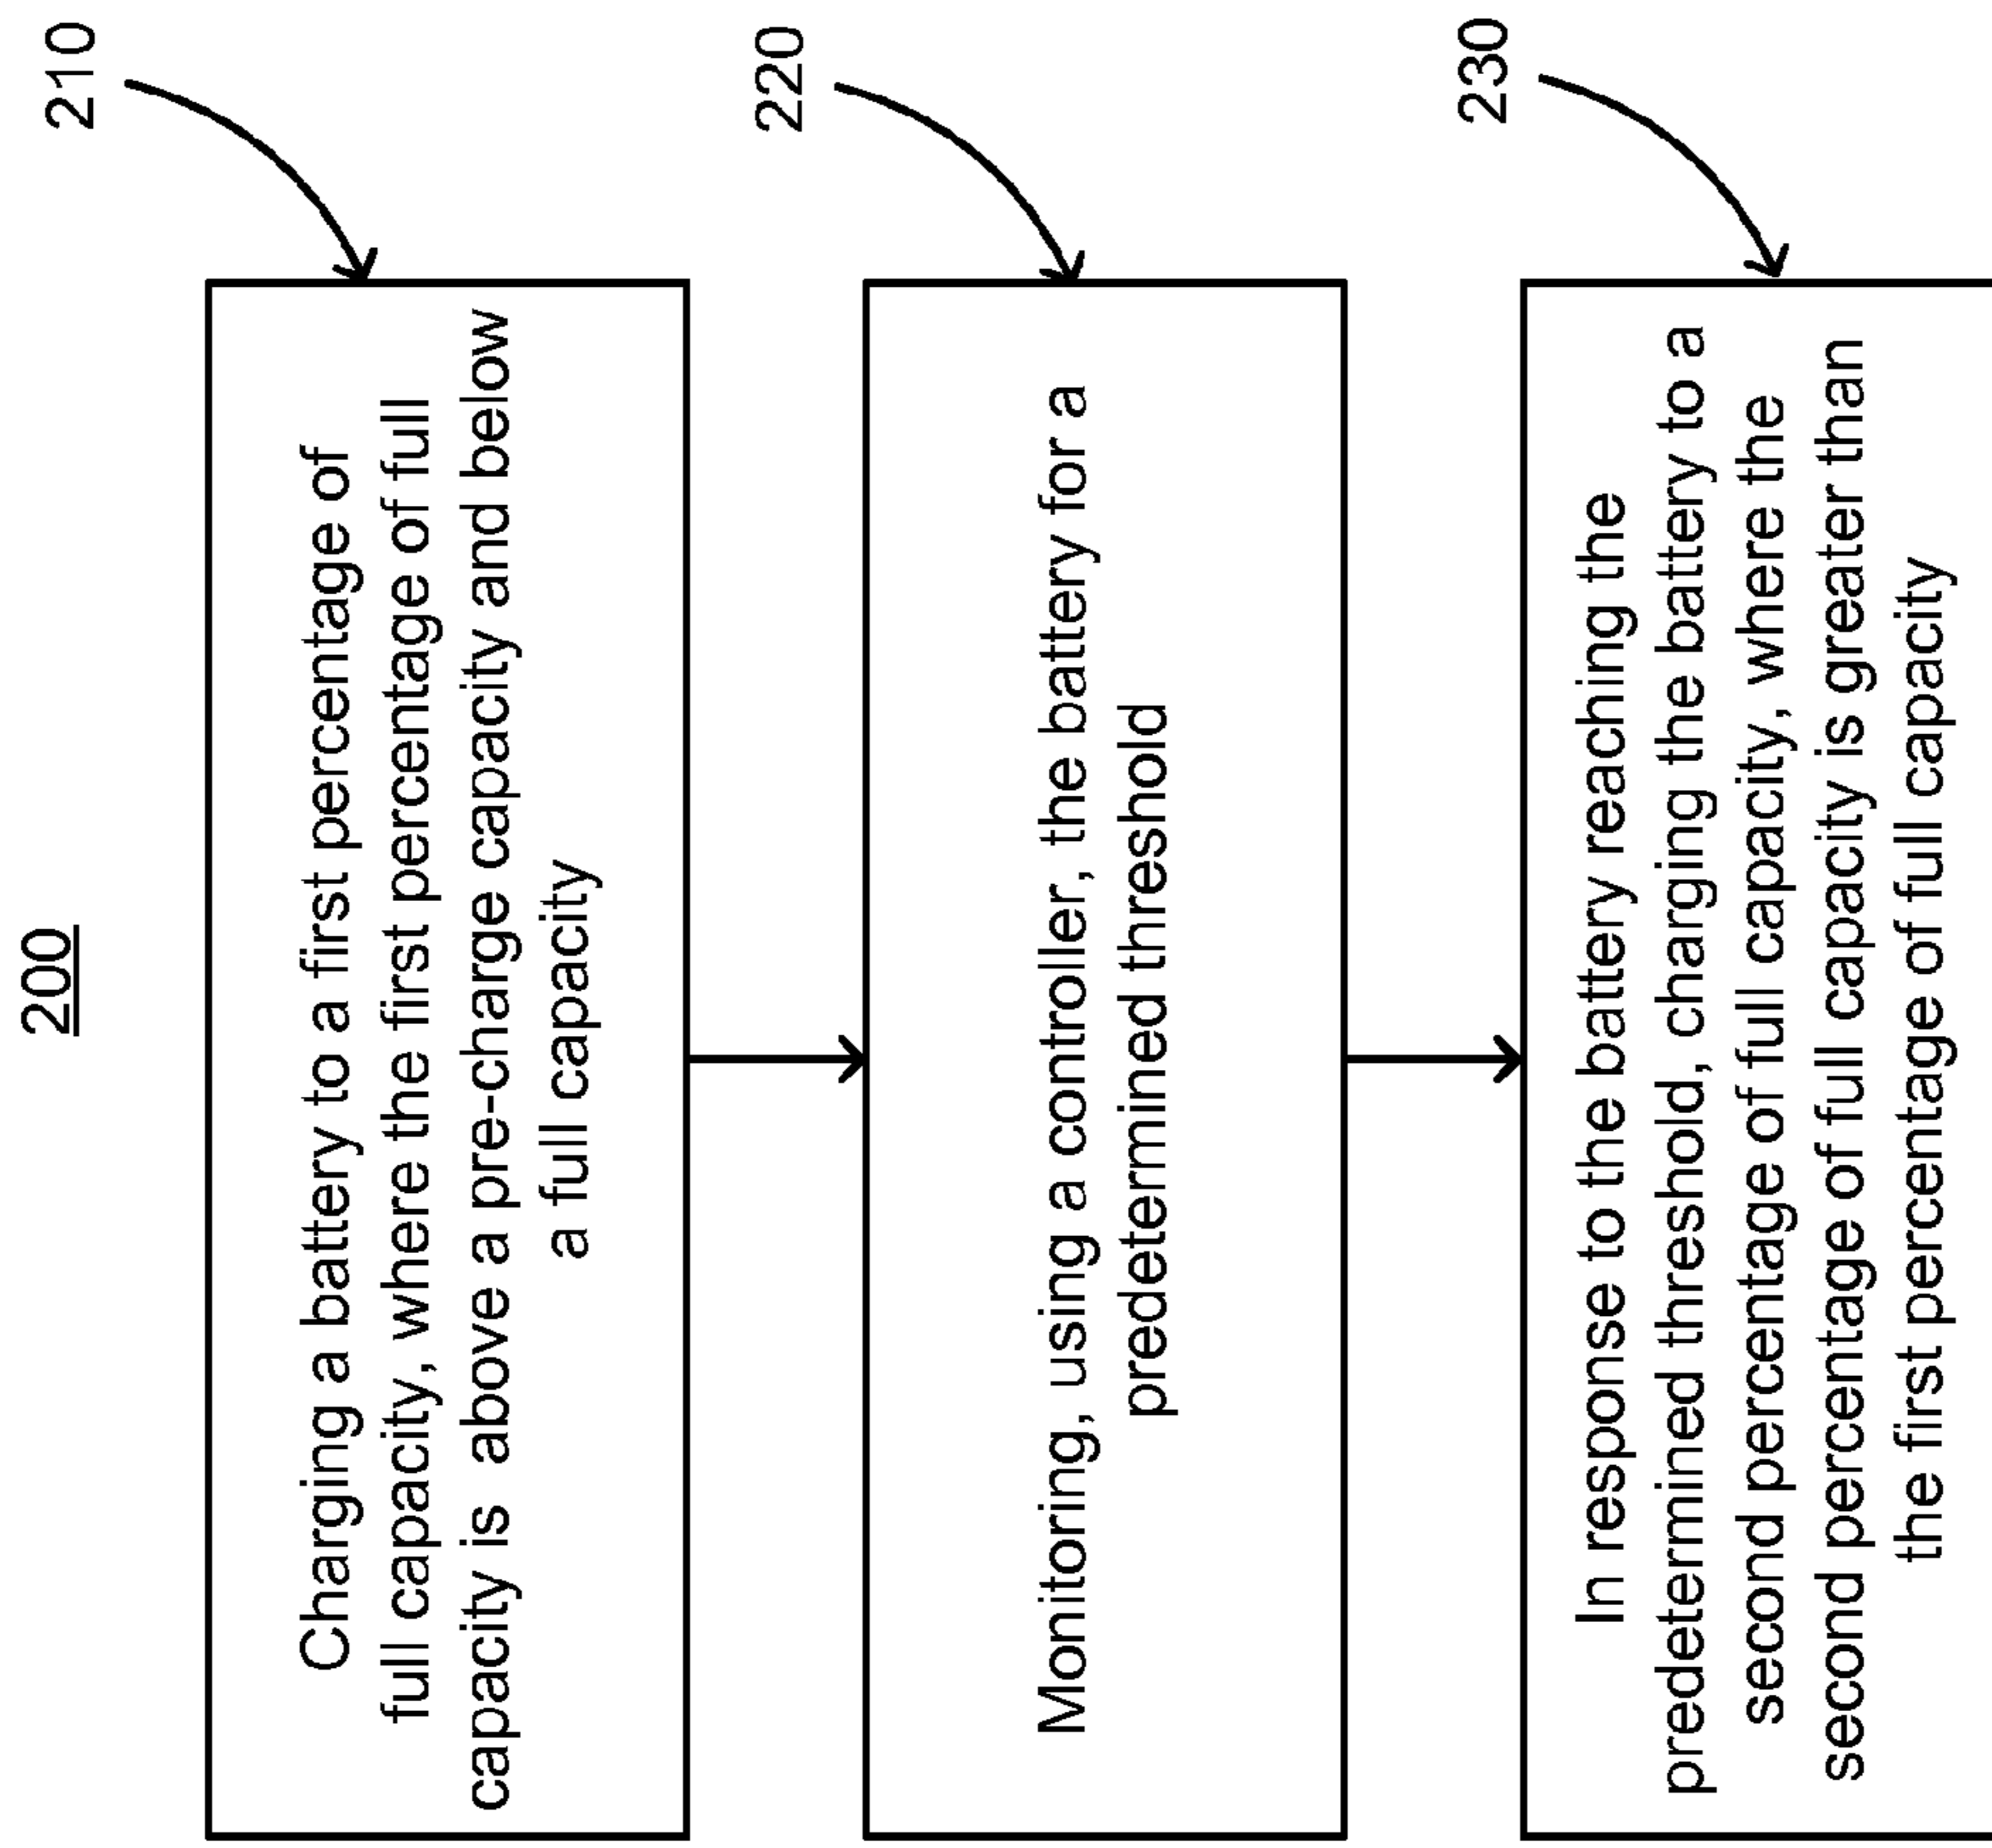 200
210
Charging a battery to a first percentage of
full capacity, where the first percentage of full
capacity is above a pre-charge capacity and below
a full capacity
220
Monitoring, using a controller, the battery for a
predetermined threshold
230
In response to the battery reaching the
predetermined threshold, charging the battery to a
second percentage of full capacity, where the
second percentage of full capacity is greater than
the first percentage of full capacity